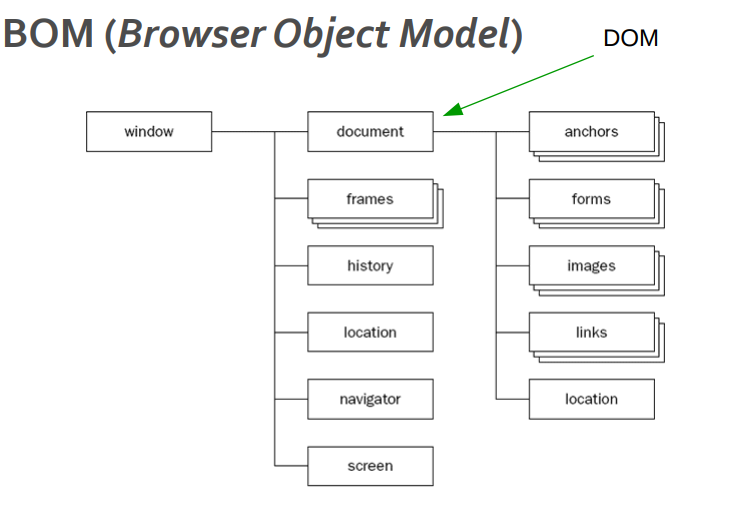 BOM (Browser Object Model)
DOM
window
document
anchors
frames
forms
history
images
location
links
navigator
location
screen